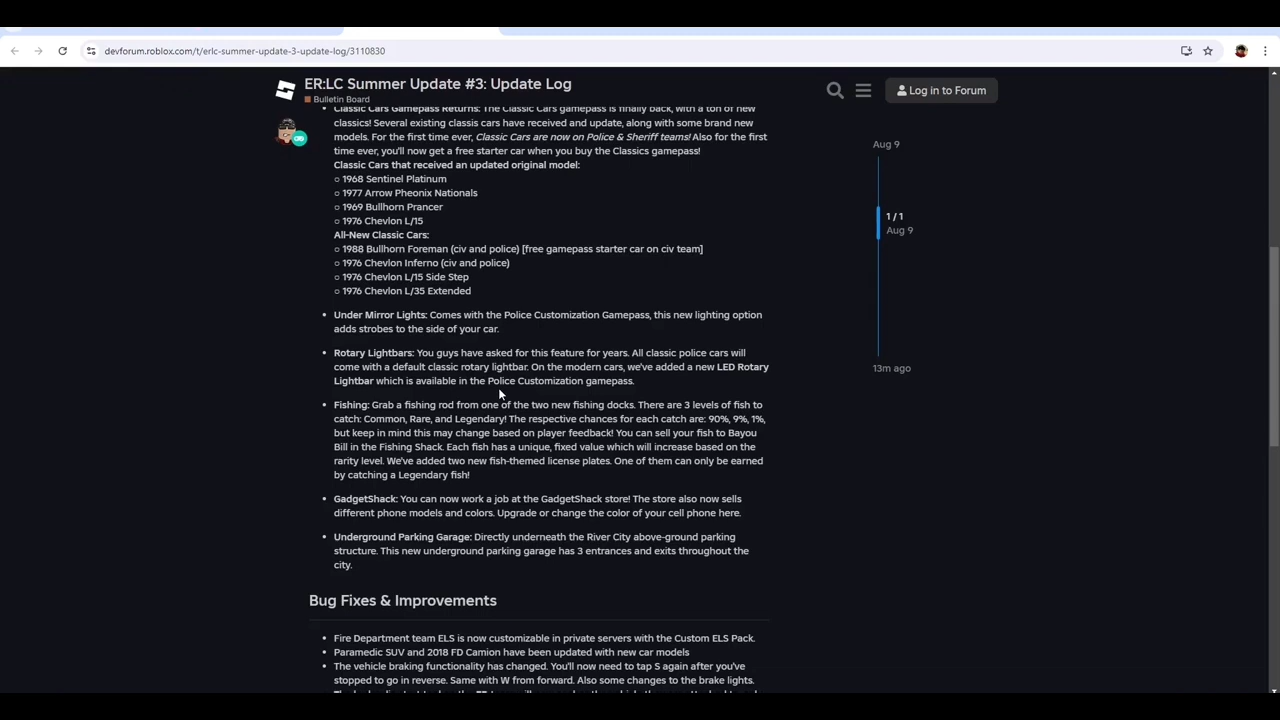 devforum.roblox.com/t/erlc-summer-update-3-update-log/3110830
ER:LC Summer Update #3: Update Log
Bulletin Board
Log in to Forum
Classic Cars Gamepass Returns: The Classic Cars gamepass is finally back, with a ton of new
classics! Several existing classis cars have received and update, along with some brand new
models. For the first time ever, Classic Cars are now on Police & Sheriff teams! Also for the first
time ever, you'll now get a free starter car when you buy the Classics gamepass!
Classic Cars that received an updated original model:
○ 1968 Sentinel Platinum
○ 1977 Arrow Pheonix Nationals
○ 1969 Bullhorn Prancer
○ 1976 Chevlon L/15
All-New Classic Cars:
○ 1988 Bullhorn Foreman (civ and police) [free gamepass starter car on civ team]
○ 1976 Chevlon Inferno (civ and police)
○ 1976 Chevlon L/15 Side Step
○ 1976 Chevlon L/35 Extended
• Under Mirror Lights: Comes with the Police Customization Gamepass, this new lighting option
adds strobes to the side of your car.
• Rotary Lightbars: You guys have asked for this feature for years. All classic police cars will
come with a default classic rotary lightbar. On the modern cars, we've added a new LED Rotary
Lightbar which is available in the Police Customization gamepass.
• Fishing: Grab a fishing rod from one of the two new fishing docks. There are 3 levels of fish to
catch: Common, Rare, and Legendary! The respective chances for each catch are: 90%, 9%, 1%,
but keep in mind this may change based on player feedback! You can sell your fish to Bayou
Bill in the Fishing Shack. Each fish has a unique, fixed value which will increase based on the
rarity level. We've added two new fish-themed license plates. One of them can only be earned
by catching a Legendary fish!
• GadgetShack: You can now work a job at the GadgetShack store! The store also now sells
different phone models and colors. Upgrade or change the color of your cell phone here.
• Underground Parking Garage: Directly underneath the River City above-ground parking
structure. This new underground parking garage has 3 entrances and exits throughout the
city.
Bug Fixes & Improvements
• Fire Department team ELS is now customizable in private servers with the Custom ELS Pack.
• Paramedic SUV and 2018 FD Camion have been updated with new car models
• The vehicle braking functionality has changed. You'll now need to tap S again after you've
stopped to go in reverse. Same with W from forward. Also some changes to the brake lights.
Aug 9
1 / 1
Aug 9
13m ago